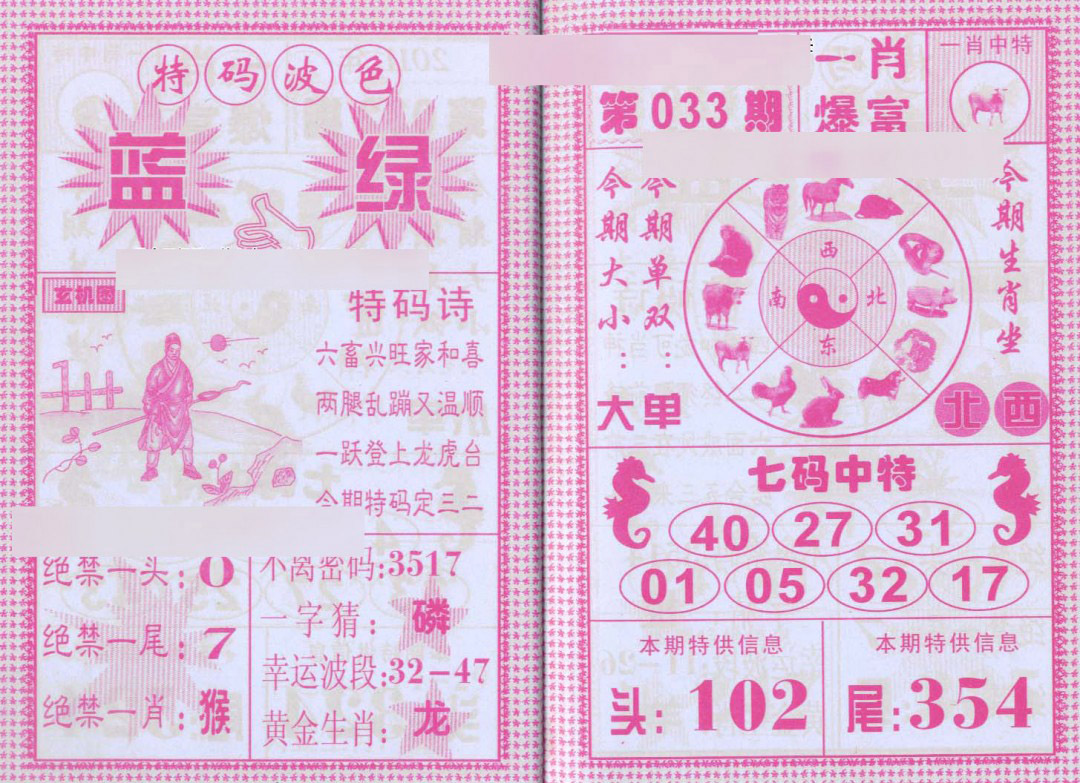 特码波色
蓝 绿
玄机图
特码诗
六畜兴旺家和喜
两腿乱蹦又温顺
一跃登上龙虎台
今期特码定三二
绝禁一头：0
绝禁一尾：7
绝禁一肖：猴
不离密码：3517
一字猜：磷
幸运波段：32-47
黄金生肖：龙
第033期
一肖
爆富
一肖中特
今期大小：大
今期单双：单
西
南 北
东
今期生肖坐
北 西
七码中特
40 27 31
01 05 32 17
本期特供信息
头：102
本期特供信息
尾：354